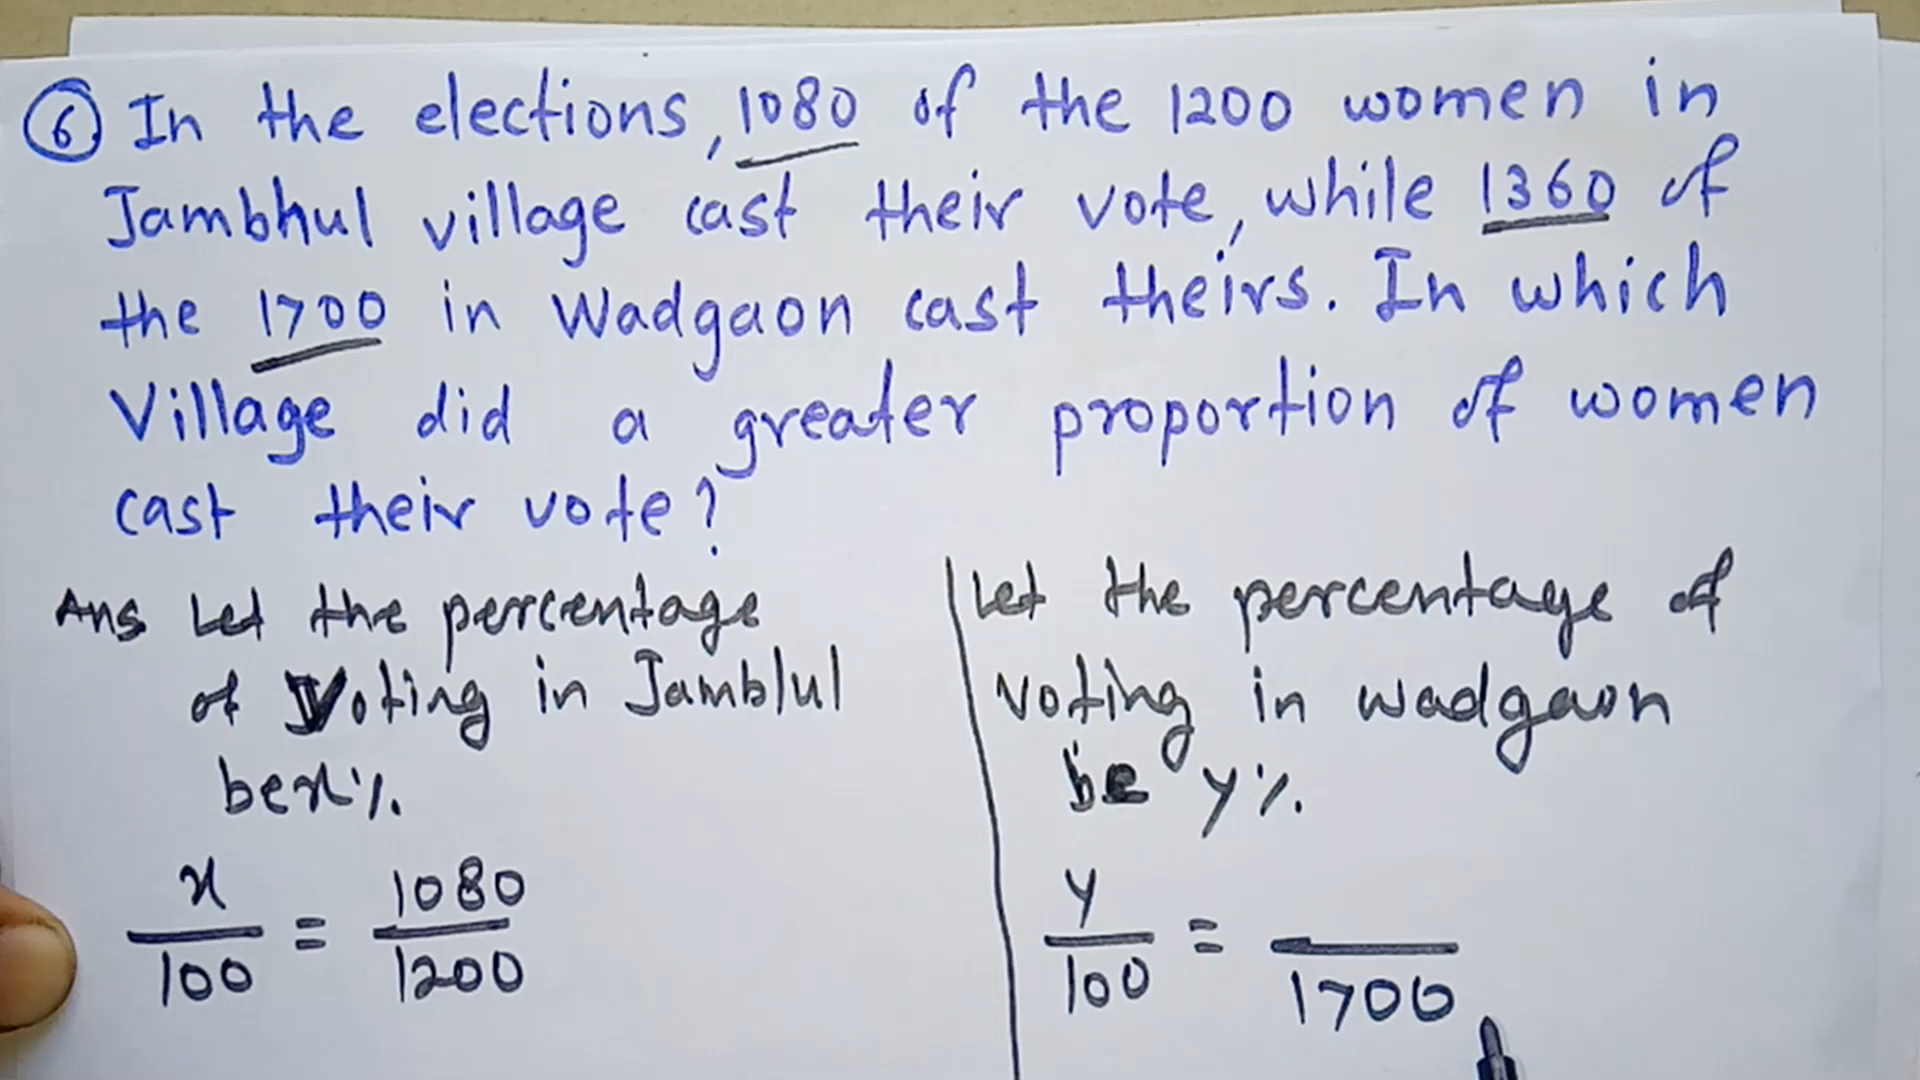 6 In the elections, 1080 of the 1200 women in
Jambhul village cast their vote, while 1360 of
the 1700 in Wadgaon cast theirs. In which
Village did a greater proportion of women
cast their vote?
Ans Let the percentage
of Voting in Jamblul
be x%.
x/100 = 1080/1200
Let the percentage of
voting in wadgaon
be y%.
y/100 = /1700